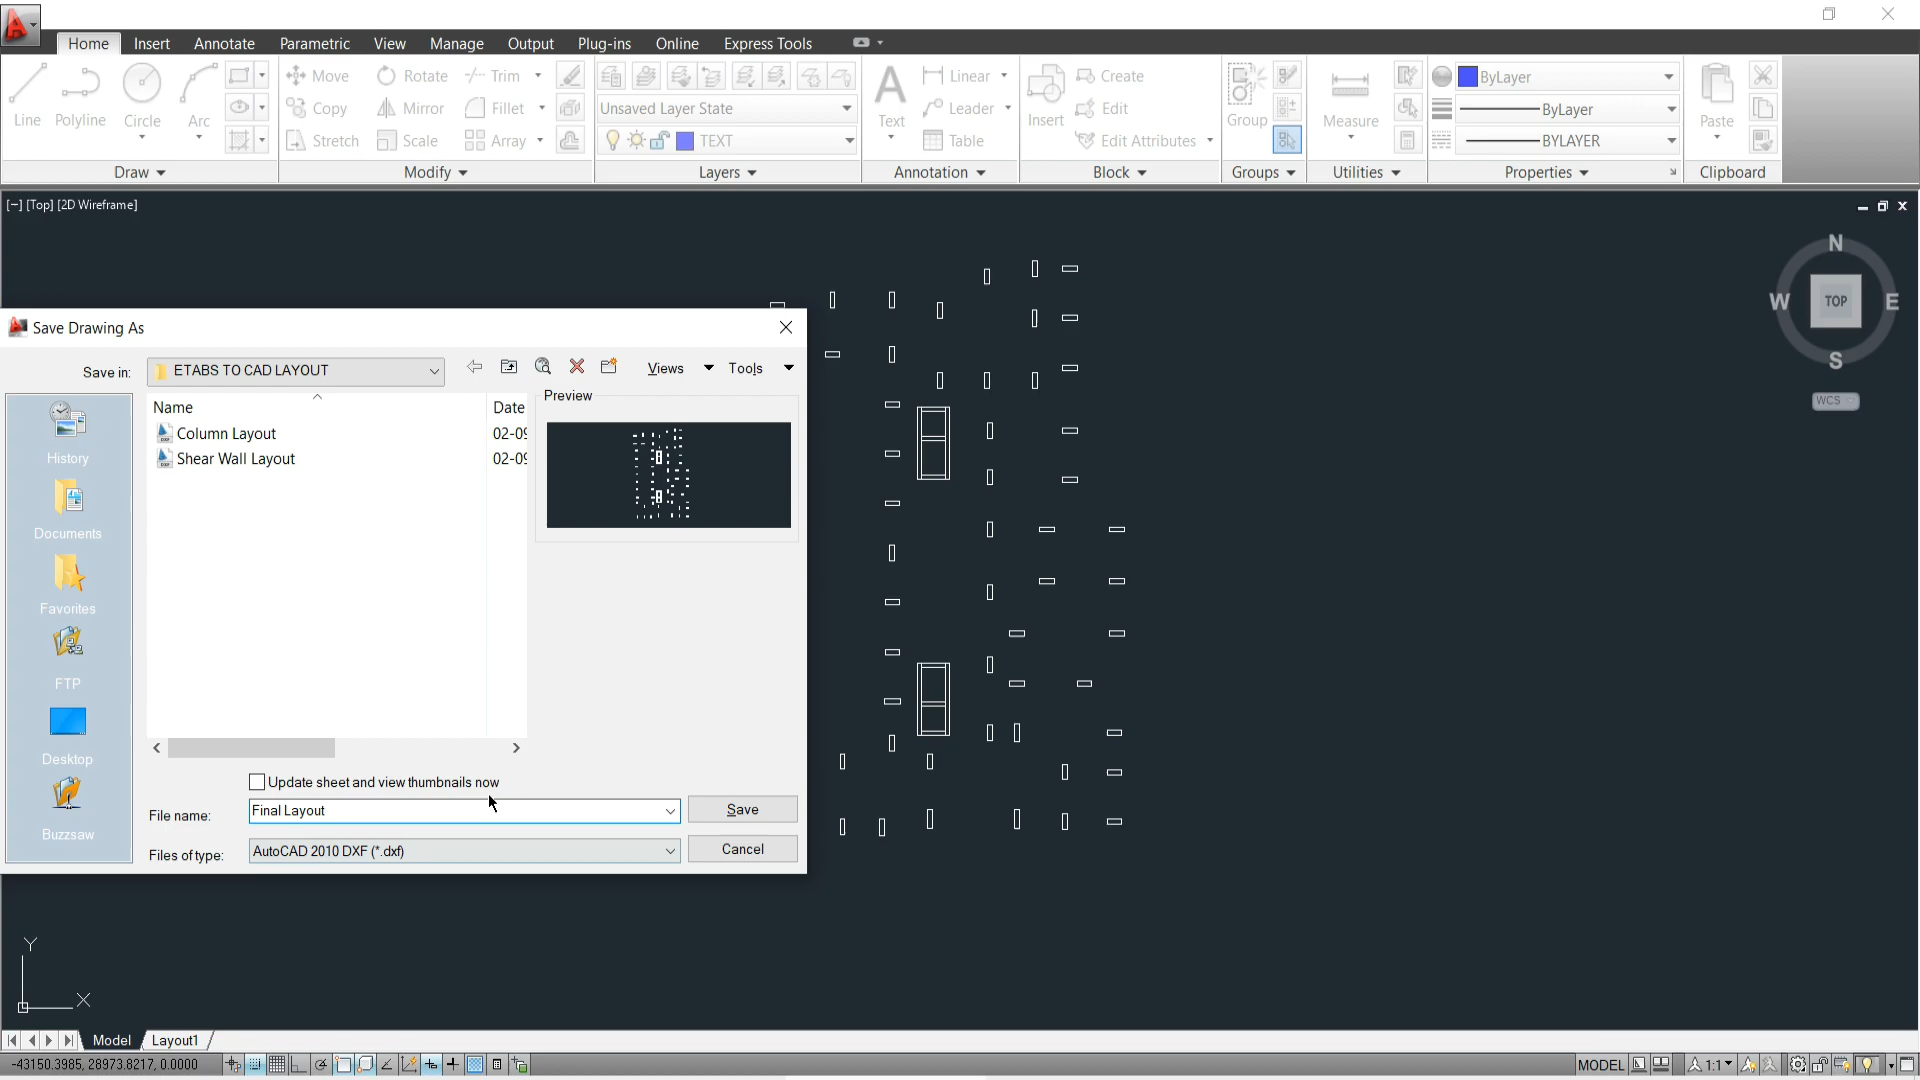 Home Insert Annotate Parametric View Manage Output Plug-ins Online Express Tools
Line Polyline Circle Arc
Move Rotate Trim
Copy Mirror Fillet
Stretch Scale Array
Unsaved Layer State
TEXT
Text Linear
Leader
Table
Insert Create
Edit
Edit Attributes
Group
Measure
ByLayer
ByLayer
BYLAYER
Paste
Draw Modify Layers Annotation Block Groups Utilities Properties Clipboard
[−] [Top] [2D Wireframe]
N
W TOP E
S
WCS
Save Drawing As
Save in: ETABS TO CAD LAYOUT Views Tools
Name Date
Column Layout 02-09
Shear Wall Layout 02-09
Preview
History
Documents
Favorites
FTP
Desktop
Buzzsaw
Update sheet and view thumbnails now
File name: Final Layout Save
Files of type: AutoCAD 2010 DXF (*.dxf) Cancel
Y
X
Model Layout1
-43150.3985, 28973.8217, 0.0000 MODEL 1:1